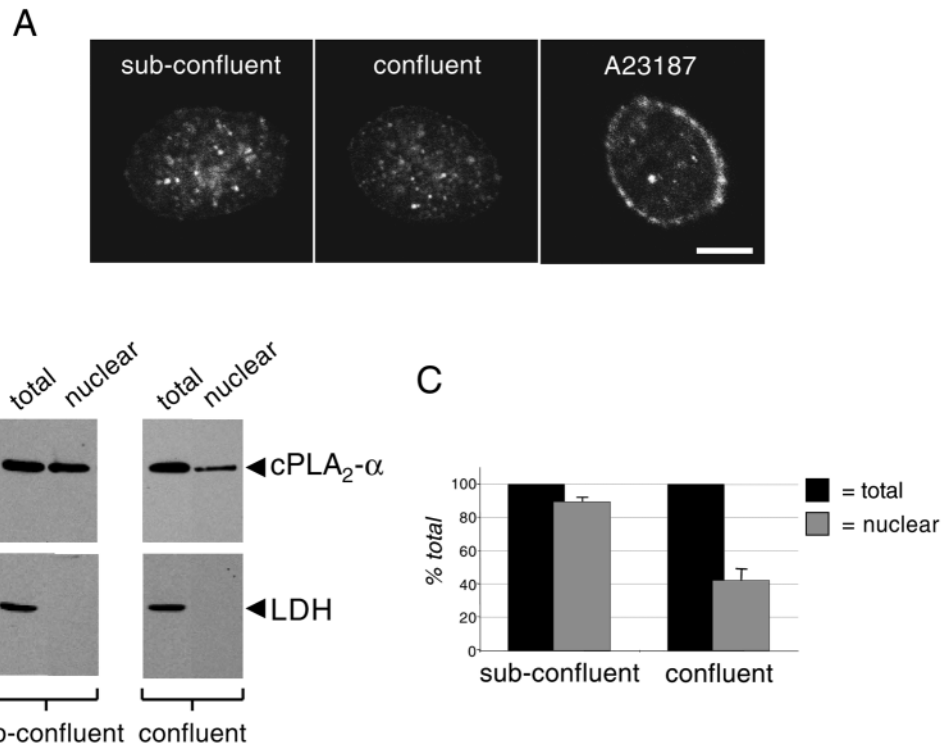 A
sub-confluent confluent A23187
total nuclear total nuclear
cPLA₂-α
LDH
confluent
C
% total
100
80
60
40
20
0
sub-confluent confluent
= total
= nuclear